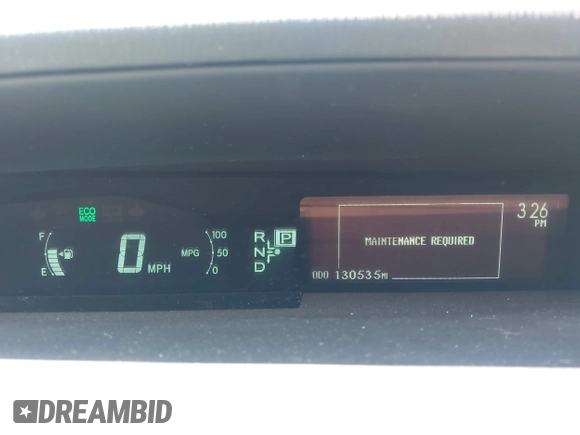 ECO
MODE
F
E
0 MPH
MPG
100
50
0
R
N
D
P
MAINTENANCE REQUIRED
ODO 130535MI
3:26
PM
DREAMBID